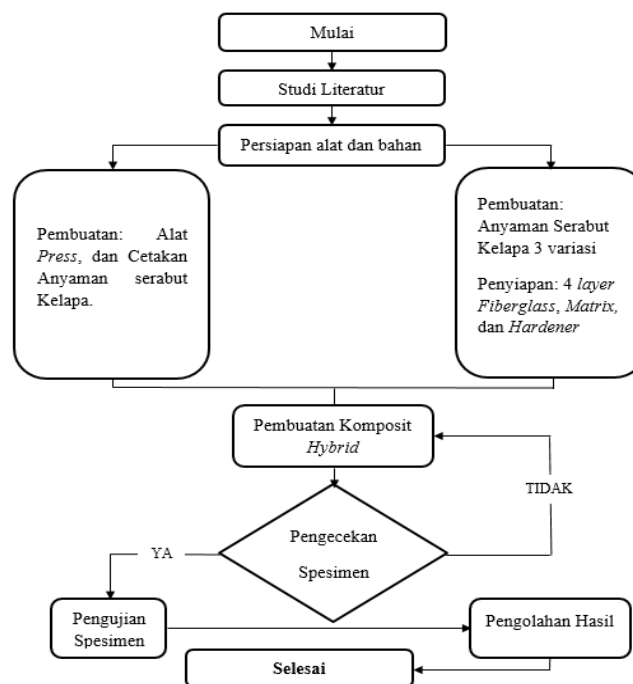 Mulai
Studi Literatur
Persiapan alat dan bahan
Pembuatan: Alat
Press, dan Cetakan
Anyaman serabut
Kelapa.
Pembuatan:
Anyaman Serabut
Kelapa 3 variasi
Penyiapan: 4 layer
Fiberglass, Matrix,
dan Hardener
Pembuatan Komposit
Hybrid
TIDAK
Pengecekan
Spesimen
YA
Pengujian
Spesimen
Pengolahan Hasil
Selesai